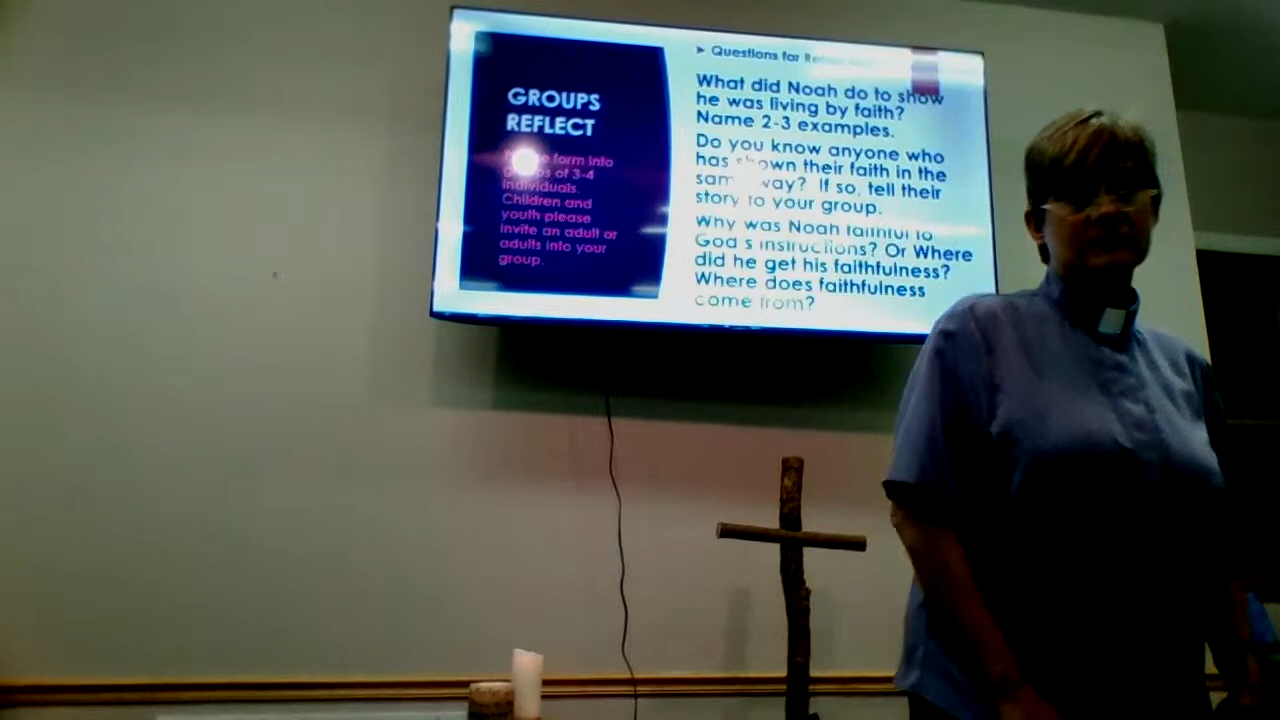 GROUPS
REFLECT
form into
of 3-4
individuals.
Children and
youth please
invite an adult or
adults into your
group.
Questions for
What did Noah do to show
he was living by faith?
Name 2-3 examples.
Do you know anyone who
has shown their faith in the
same way? If so, tell their
story to your group.
Why was Noah faithful to
God's instructions? Or Where
did he get his faithfulness?
Where does faithfulness
come from?